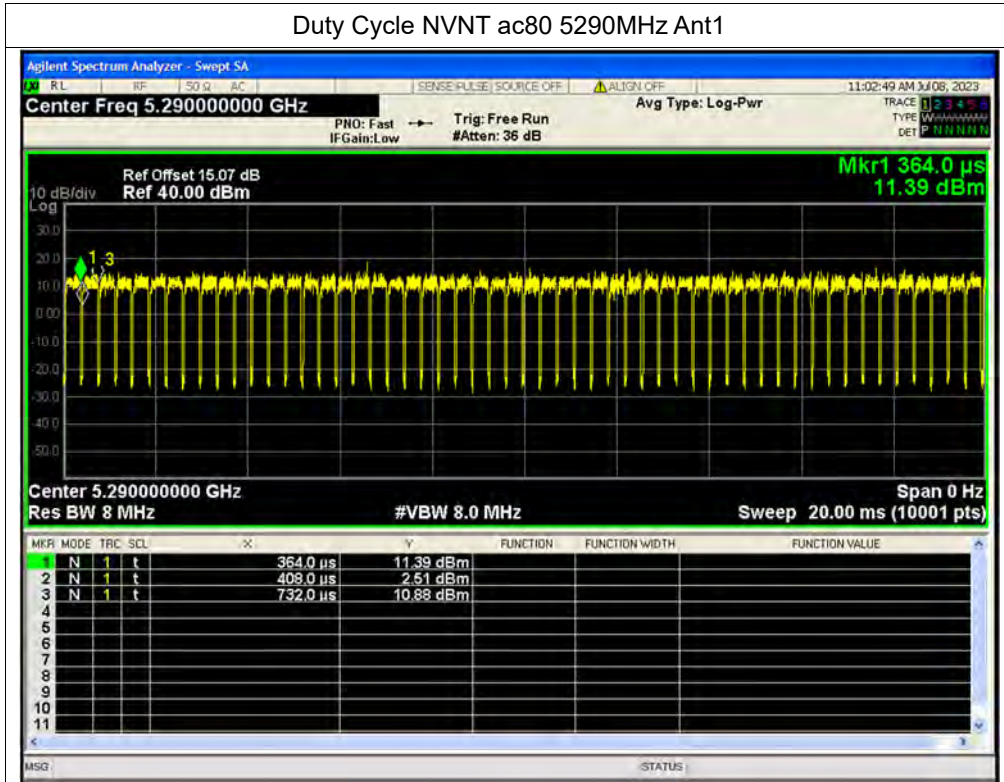 Duty Cycle NVNT ac80 5290MHz Ant1
Agilent Spectrum Analyzer - Swept SA
RL RF 50 Ω AC SENSE:PULSE SOURCE OFF ALIGN OFF 11:02:49 AM Jul 08, 2023
Center Freq 5.290000000 GHz Avg Type: Log-Pwr TRACE 1 2 3 4 5 6
PNO: Fast Trig: Free Run TYPE W
IFGain:Low #Atten: 36 dB DET P N N N N N
Mkr1 364.0 µs
Ref Offset 15.07 dB
10 dB/div Ref 40.00 dBm 11.39 dBm
Log
30.0
20.0
1 3
10.0
0.00
-10.0
-20.0
-30.0
-40.0
-50.0
Center 5.290000000 GHz Span 0 Hz
Res BW 8 MHz #VBW 8.0 MHz Sweep 20.00 ms (10001 pts)
MKR MODE TRC SCL X Y FUNCTION FUNCTION WIDTH FUNCTION VALUE
1 N 1 t 364.0 µs 11.39 dBm
2 N 1 t 408.0 µs 2.51 dBm
3 N 1 t 732.0 µs 10.88 dBm
4
5
6
7
8
9
10
11
MSG STATUS